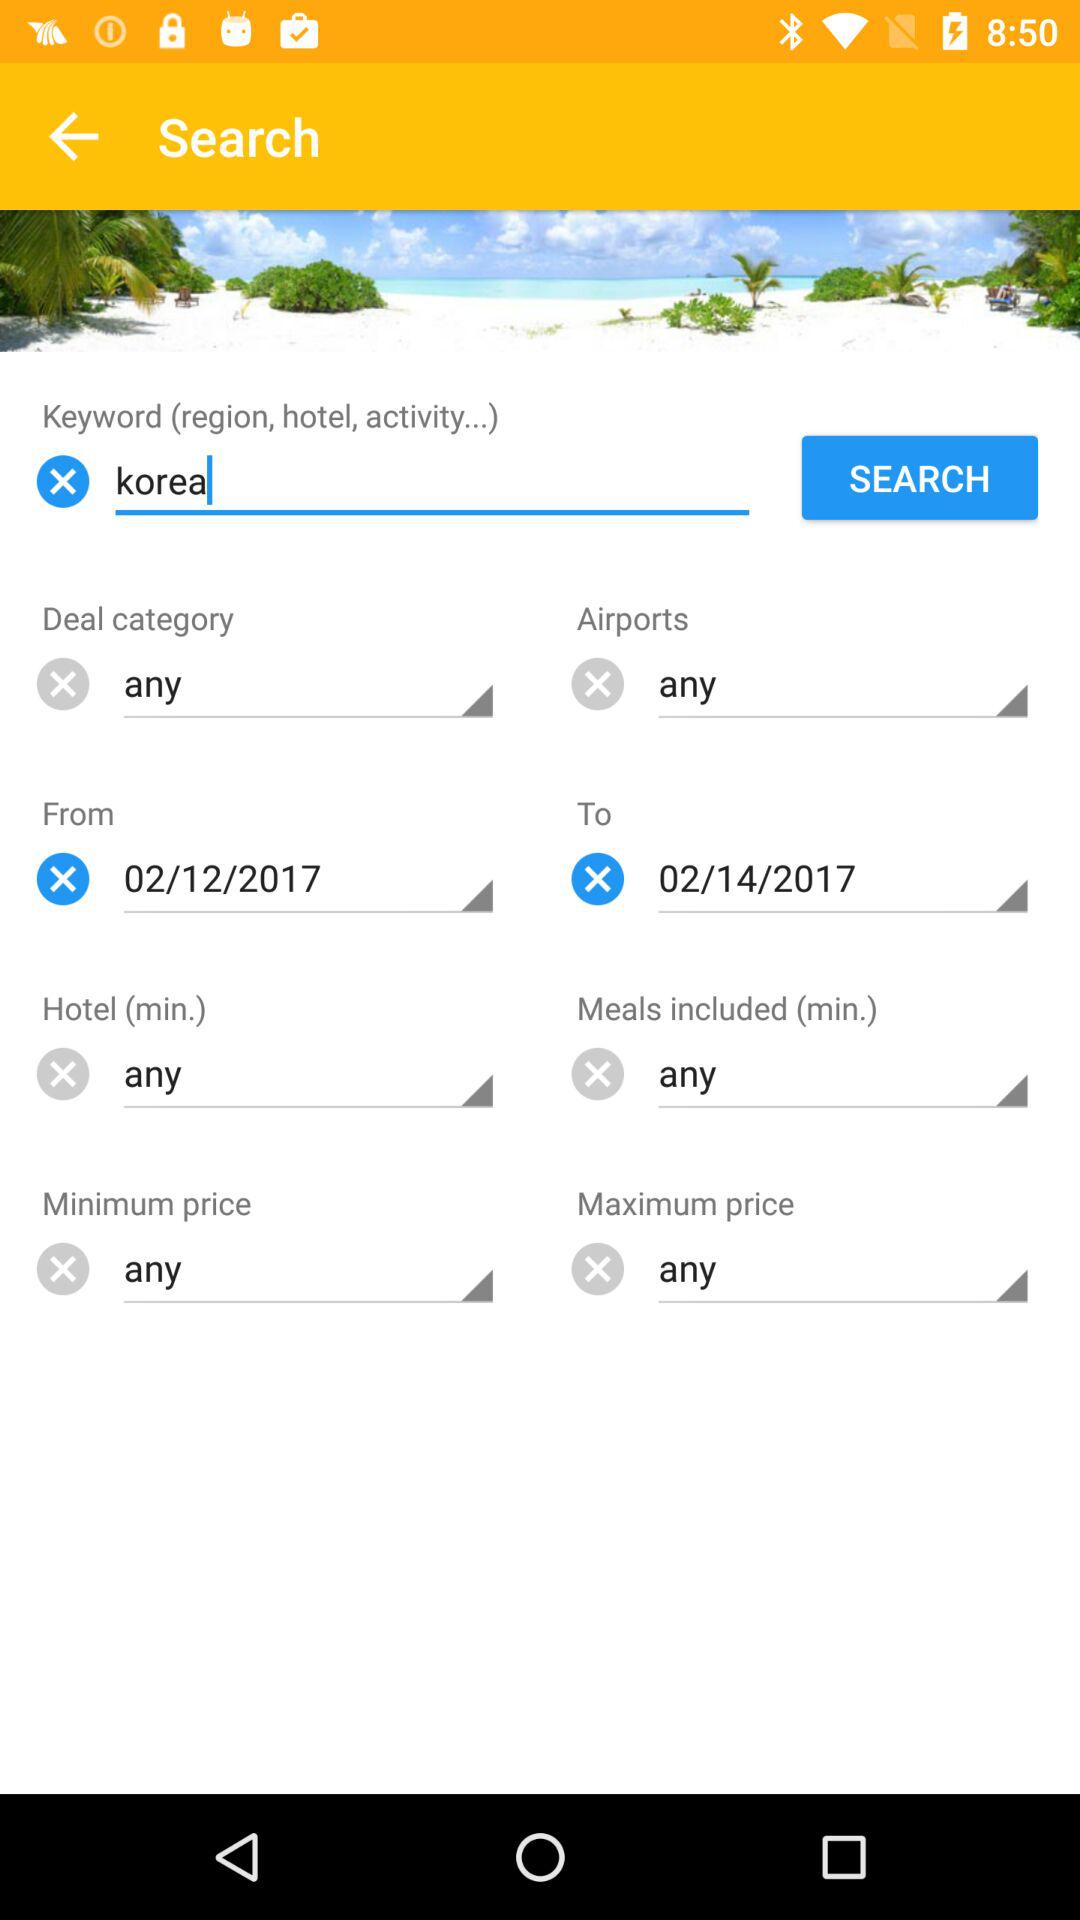 8:50
Search
Keyword (region, hotel, activity...)
korea
SEARCH
Deal category
Airports
any
any
From
To
02/12/2017
02/14/2017
Hotel (min.)
Meals included (min.)
any
any
Minimum price
Maximum price
any
any